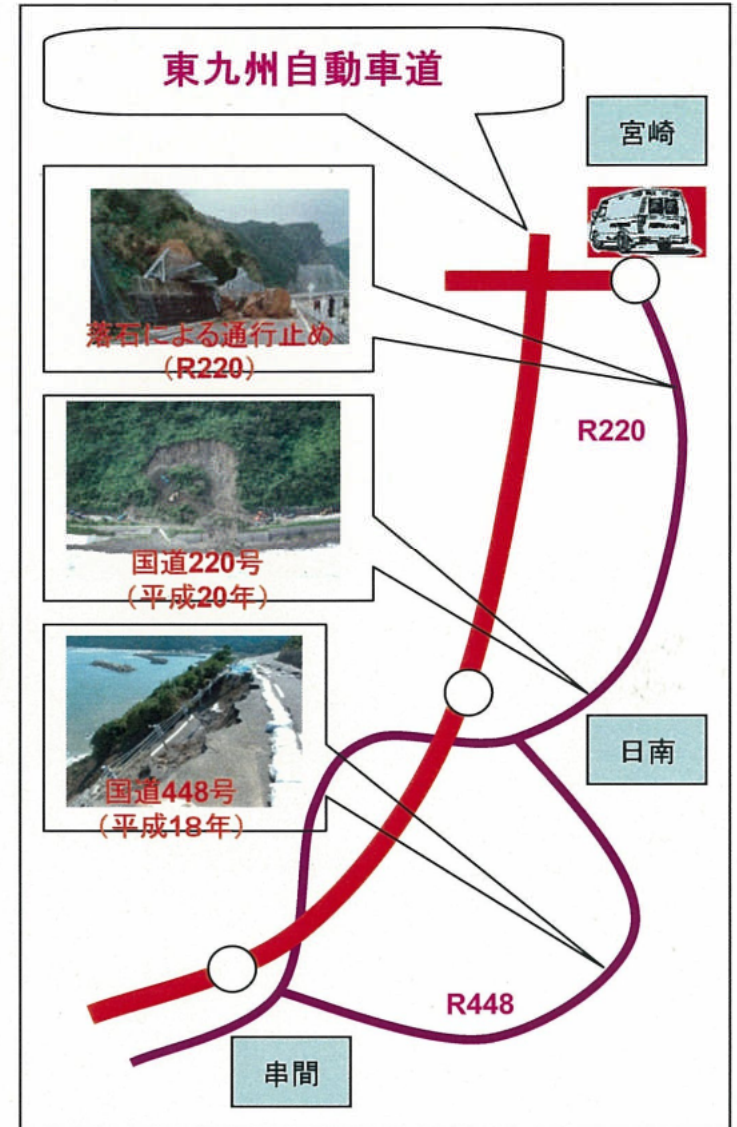 東九州自動車道
宮崎
落石による通行止め
（R220）
R220
国道220号
（平成20年）
日南
国道448号
（平成18年）
R448
串間